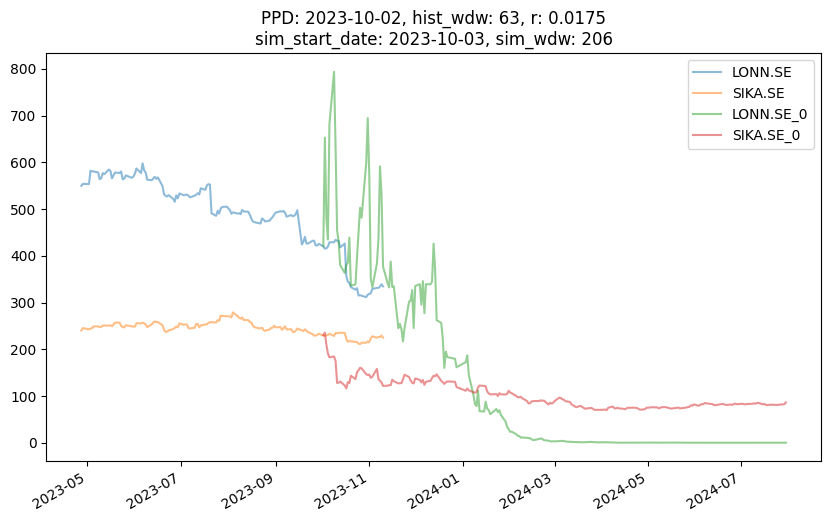 PPD: 2023-10-02, hist_wdw: 63, r: 0.0175
sim_start_date: 2023-10-03, sim_wdw: 206
LONN.SE
SIKA.SE
LONN.SE_0
SIKA.SE_0
800
700
600
500
400
300
200
100
0
2023-05
2023-07
2023-09
2023-11
2024-01
2024-03
2024-05
2024-07